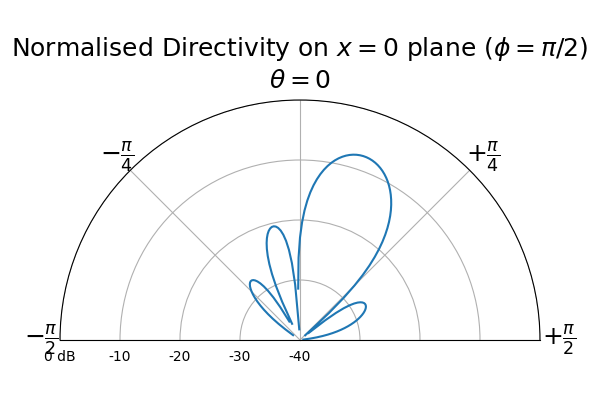 Normalised Directivity on x = 0 plane (ϕ = π/2)
θ = 0
−π/4 +π/4
−π/2 +π/2
0 dB -10 -20 -30 -40